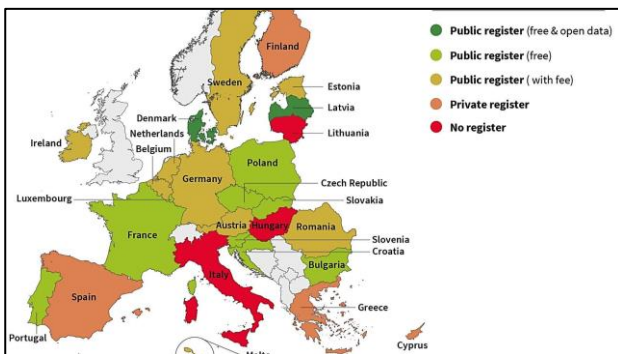 Public register (free & open data)
Public register (free)
Public register ( with fee)
Private register
No register
Finland
Sweden
Estonia
Latvia
Lithuania
Denmark
Netherlands
Belgium
Ireland
Poland
Germany
Czech Republic
Slovakia
Luxembourg
Austria
Hungary
Romania
France
Slovenia
Croatia
Bulgaria
Italy
Spain
Greece
Portugal
Cyprus